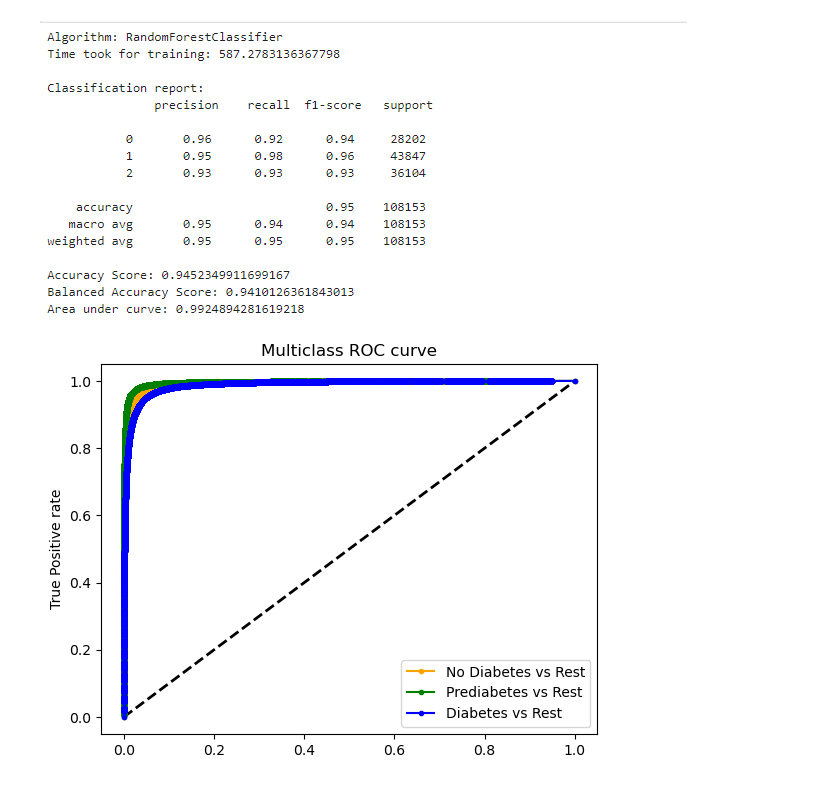 Algorithm: RandomForestClassifier
Time took for training: 587.2783136367798
Classification report:
precision recall f1-score support
0 0.96 0.92 0.94 28202
1 0.95 0.98 0.96 43847
2 0.93 0.93 0.93 36104
accuracy 0.95 108153
macro avg 0.95 0.94 0.94 108153
weighted avg 0.95 0.95 0.95 108153
Accuracy Score: 0.9452349911699167
Balanced Accuracy Score: 0.9410126361843013
Area under curve: 0.9924894281619218
Multiclass ROC curve
True Positive rate
1.0
0.8
0.6
0.4
0.2
0.0
No Diabetes vs Rest
Prediabetes vs Rest
Diabetes vs Rest
0.0 0.2 0.4 0.6 0.8 1.0